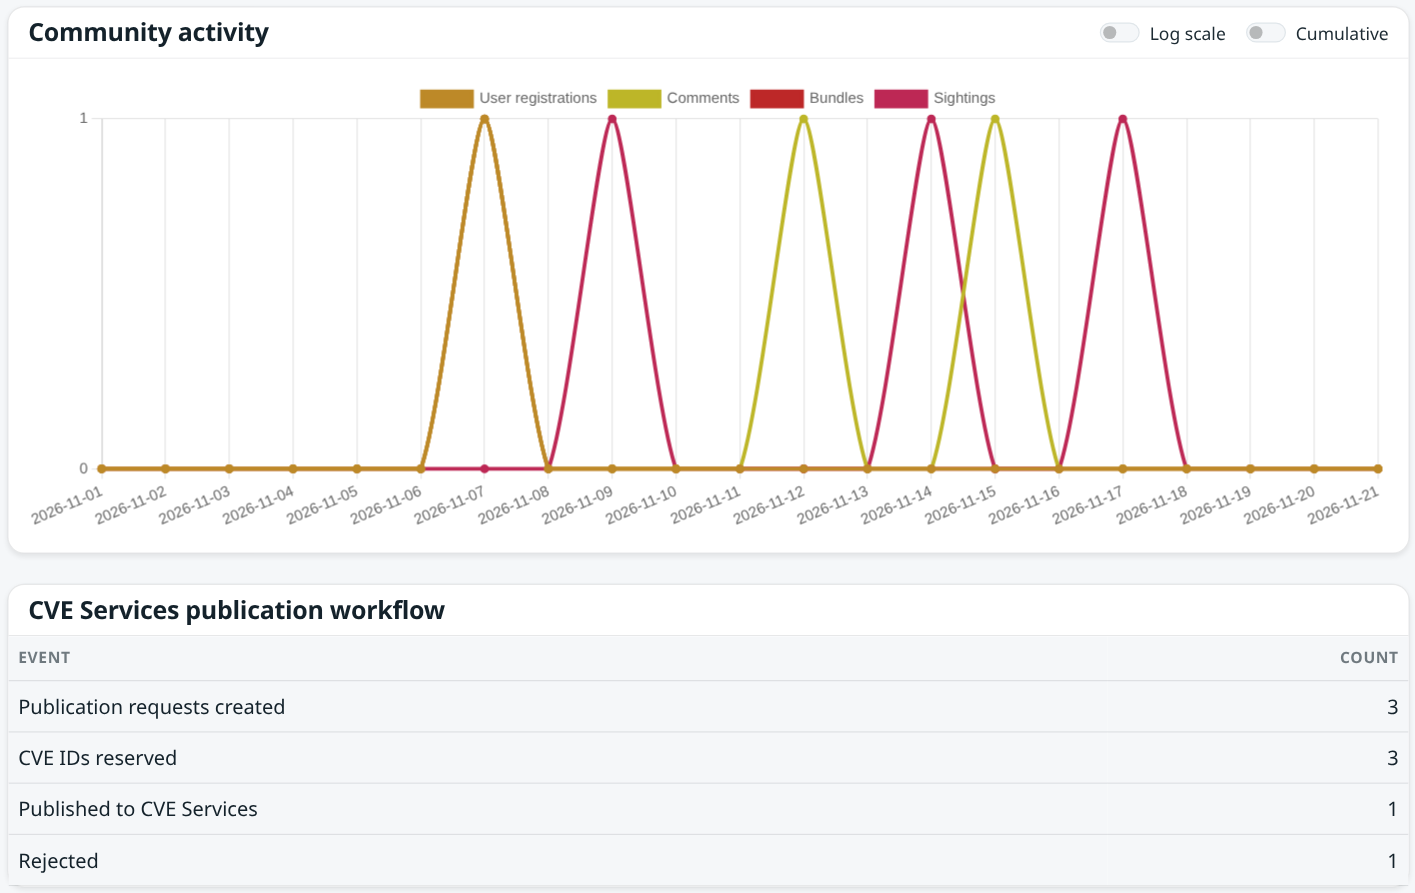 Community activity
Log scale Cumulative
User registrations Comments Bundles Sightings
1
0
2026-11-01 2026-11-02 2026-11-03 2026-11-04 2026-11-05 2026-11-06 2026-11-07 2026-11-08 2026-11-09 2026-11-10 2026-11-11 2026-11-12 2026-11-13 2026-11-14 2026-11-15 2026-11-16 2026-11-17 2026-11-18 2026-11-19 2026-11-20 2026-11-21
CVE Services publication workflow
EVENT COUNT
Publication requests created 3
CVE IDs reserved 3
Published to CVE Services 1
Rejected 1